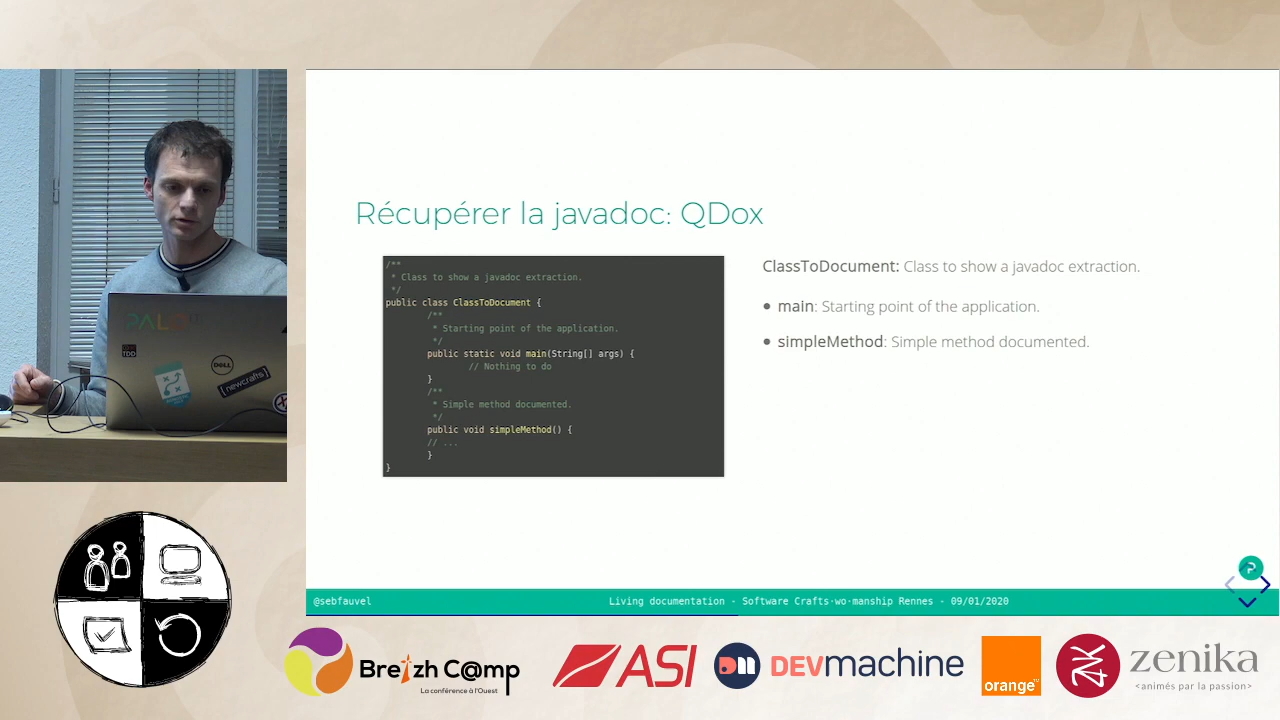 Récupérer la javadoc: QDox
/**
 * Class to show a javadoc extraction.
 */
public class ClassToDocument {
/**
 * Starting point of the application.
 */
public static void main(String[] args) {
// Nothing to do
}
/**
 * Simple method documented.
 */
public void simpleMethod() {
// ...
}
}
ClassToDocument: Class to show a javadoc extraction.
• main: Starting point of the application.
• simpleMethod: Simple method documented.
@sebfauvel
Living documentation - Software Crafts·wo·manship Rennes - 09/01/2020
TDD
DELL
newcrafts
Breizh C@mp
La conférence à l'Ouest
ASI
DEVmachine
orange™
zenika
<animés par la passion>